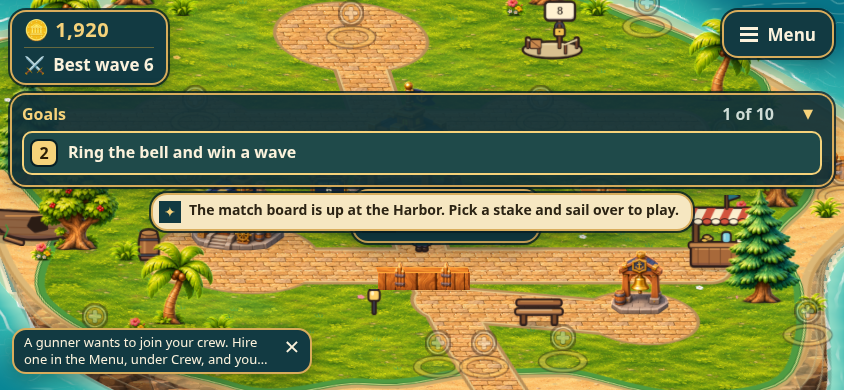 1,920
Best wave 6
8
Menu
Goals
1 of 10
2
Ring the bell and win a wave
The match board is up at the Harbor. Pick a stake and sail over to play.
A gunner wants to join your crew. Hire
one in the Menu, under Crew, and you...